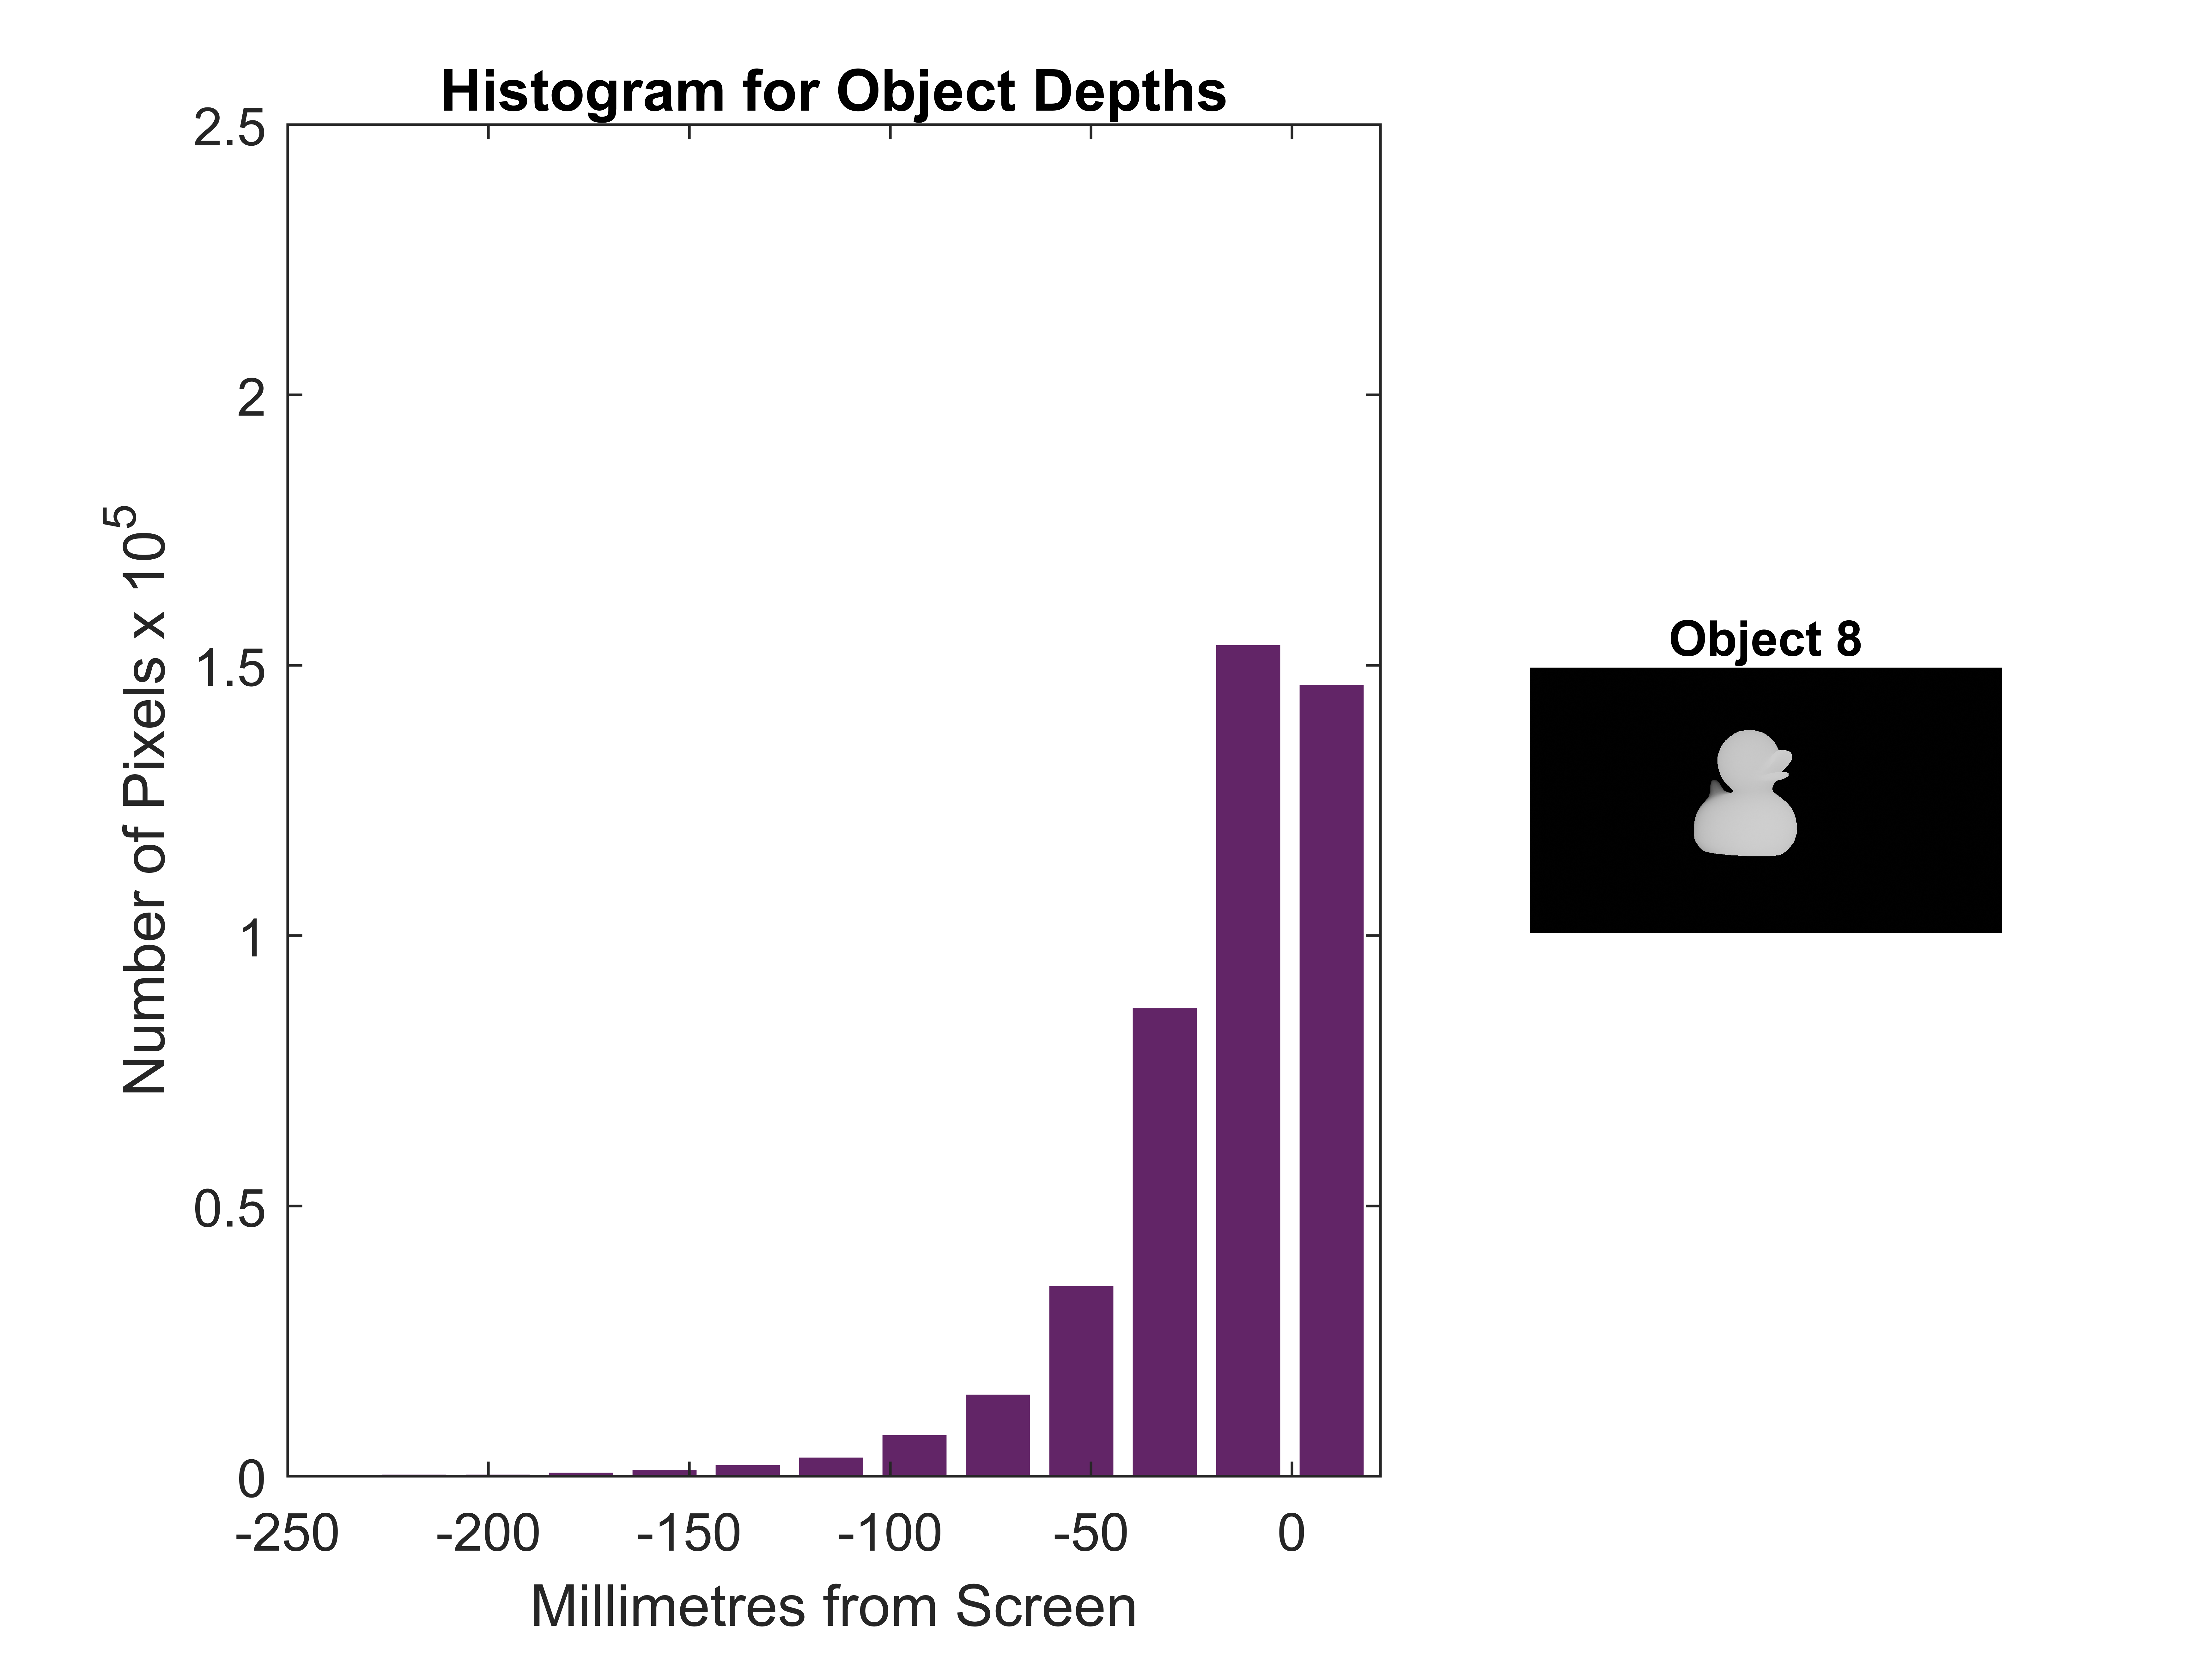 Histogram for Object Depths
2.5
2
1.5
1
0.5
0
Number of Pixels x 10^5
-250 -200 -150 -100 -50 0
Millimetres from Screen
Object 8